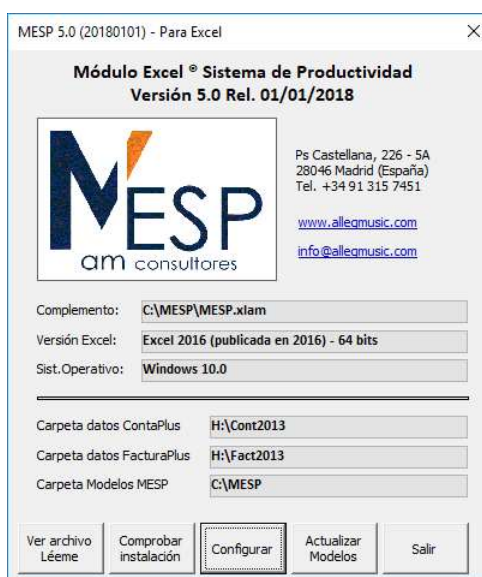 MESP 5.0 (20180101) - Para Excel
Módulo Excel ® Sistema de Productividad
Versión 5.0 Rel. 01/01/2018
MESP
am consultores
Ps Castellana, 226 - 5A
28046 Madrid (España)
Tel. +34 91 315 7451
www.allegmusic.com
info@allegmusic.com
Complemento: C:\MESP\MESP.xlam
Versión Excel: Excel 2016 (publicada en 2016) - 64 bits
Sist.Operativo: Windows 10.0
Carpeta datos ContaPlus H:\Cont2013
Carpeta datos FacturaPlus H:\Fact2013
Carpeta Modelos MESP C:\MESP
Ver archivo Léeme
Comprobar instalación
Configurar
Actualizar Modelos
Salir